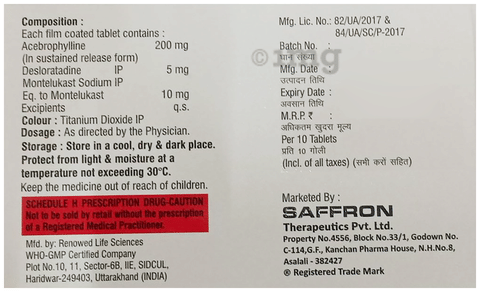 Composition :
Each film coated tablet contains :
Acebrophylline 200 mg
(In sustained release form)
Desloratadine IP 5 mg
Montelukast Sodium IP
Eq. to Montelukast 10 mg
Excipients q.s.
Colour : Titanium Dioxide IP
Dosage : As directed by the Physician.
Storage : Store in a cool, dry & dark place.
Protect from light & moisture at a
temperature not exceeding 30°C.
Keep the medicine out of reach of children.
SCHEDULE H PRESCRIPTION DRUG-CAUTION
Not to be sold by retail without the prescription
of a Registered Medical Practitioner.
Mfd. by: Renowed Life Sciences
WHO-GMP Certified Company
Plot No.10, 11, Sector-6B, IIE, SIDCUL,
Haridwar-249403, Uttarakhand (INDIA)
Mfg. Lic. No.: 82/UA/2017 &
84/UA/SC/P-2017
Batch No. :
घान संख्या
Mfg. Date :
उत्पादन तिथि
Expiry Date :
अवसान तिथि
M.R.P. ₹ :
अधिकतम खुदरा मूल्य
Per 10 Tablets
प्रति 10 गोली
(Incl. of all taxes) (सभी करों सहित)
Marketed By :
SAFFRON
Therapeutics Pvt. Ltd.
Property No.4556, Block No.33/1, Godown No.
C-114,G.F., Kanchan Pharma House, N.H.No.8,
Asalali - 382427
® Registered Trade Mark